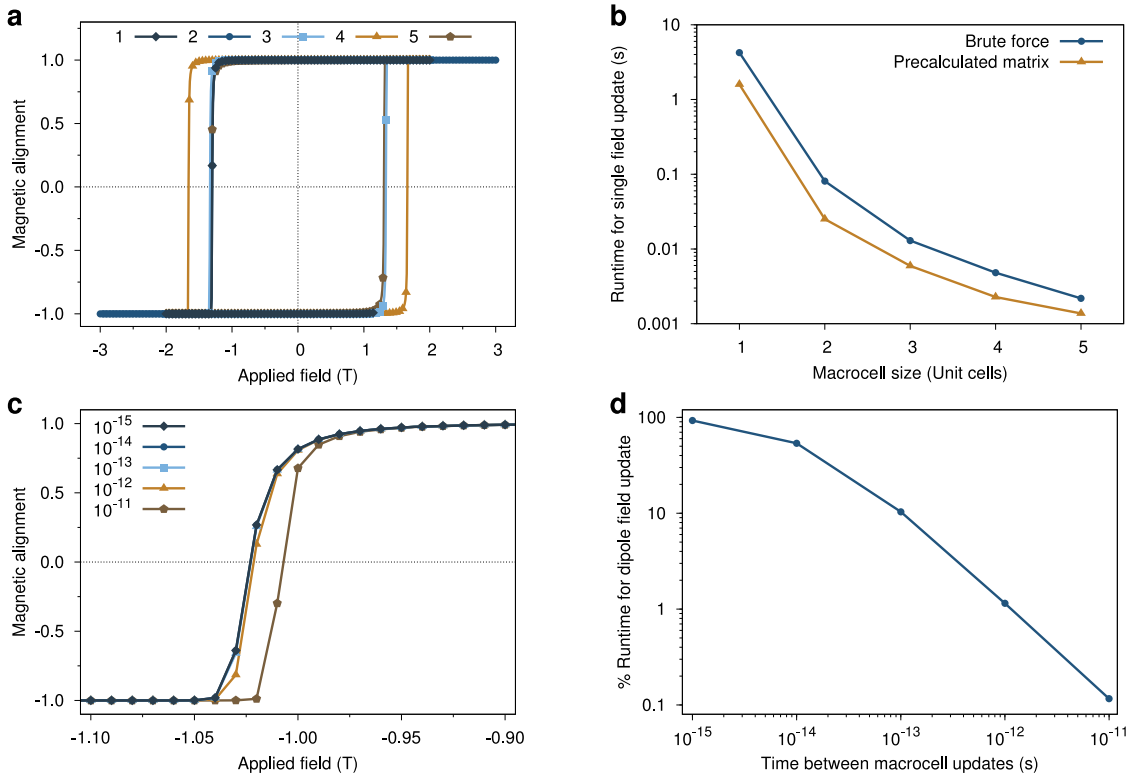 a
1 2 3 4 5
1.0
0.5
0.0
-0.5
-1.0
Magnetic alignment
-3 -2 -1 0 1 2 3
Applied field (T)
b
Brute force
Precalculated matrix
10
1
0.1
0.01
0.001
Runtime for single field update (s)
1 2 3 4 5
Macrocell size (Unit cells)
c
10⁻¹⁵
10⁻¹⁴
10⁻¹³
10⁻¹²
10⁻¹¹
1.0
0.5
0.0
-0.5
-1.0
Magnetic alignment
-1.10 -1.05 -1.00 -0.95 -0.90
Applied field (T)
d
100
10
1
0.1
% Runtime for dipole field update
10⁻¹⁵ 10⁻¹⁴ 10⁻¹³ 10⁻¹² 10⁻¹¹
Time between macrocell updates (s)